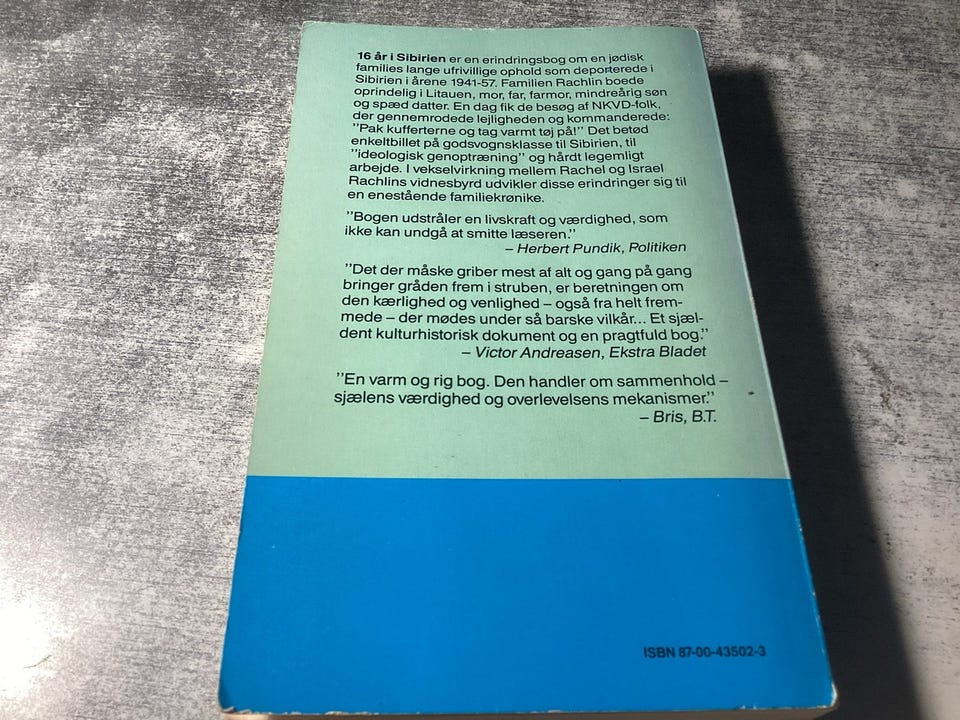 16 år i Sibirien er en erindringsbog om en jødisk
families lange ufrivillige ophold som deporterede i
Sibirien i årene 1941-57. Familien Rachlin boede
oprindelig i Litauen, mor, far, farmor, mindreårig søn
og spæd datter. En dag fik de besøg af NKVD-folk,
der gennemrodede lejligheden og kommanderede:
"Pak kufferterne og tag varmt tøj på!" Det betød
enkeltbillet på godsvognsklasse til Sibirien, til
"ideologisk genoptræning" og hårdt legemligt
arbejde. I vekselvirkning mellem Rachel og Israel
Rachlins vidnesbyrd udvikler disse erindringer sig til
en enestående familiekrønike.
"Bogen udstråler en livskraft og værdighed, som
ikke kan undgå at smitte læseren."
– Herbert Pundik, Politiken
"Det der måske griber mest af alt og gang på gang
bringer gråden frem i struben, er beretningen om
den kærlighed og venlighed – også fra helt frem-
mede – der mødes under så barske vilkår... Et sjæl-
dent kulturhistorisk dokument og en pragtfuld bog."
– Victor Andreasen, Ekstra Bladet
"En varm og rig bog. Den handler om sammenhold –
sjælens værdighed og overlevelsens mekanismer."
– Bris, B.T.
ISBN 87-00-43502-3